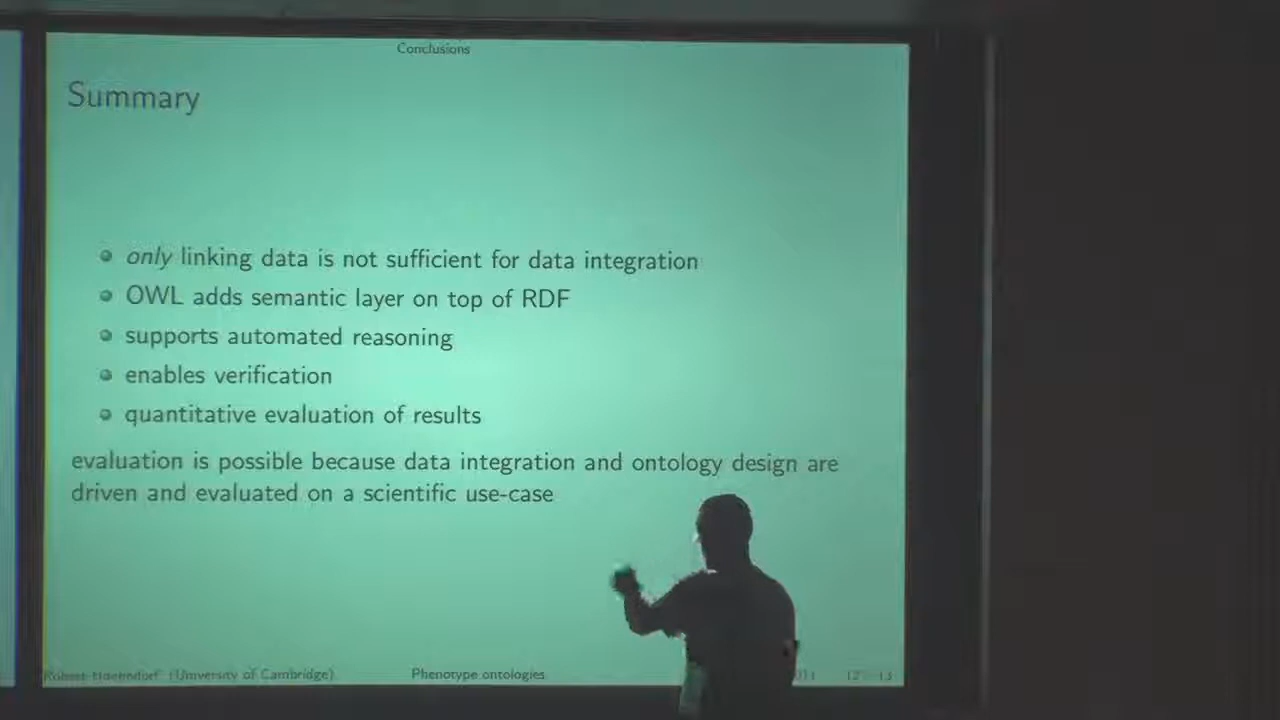 Conclusions
Summary
only linking data is not sufficient for data integration
OWL adds semantic layer on top of RDF
supports automated reasoning
enables verification
quantitative evaluation of results
evaluation is possible because data integration and ontology design are
driven and evaluated on a scientific use-case
Robert (University of Cambridge)
Phenotype ontologies